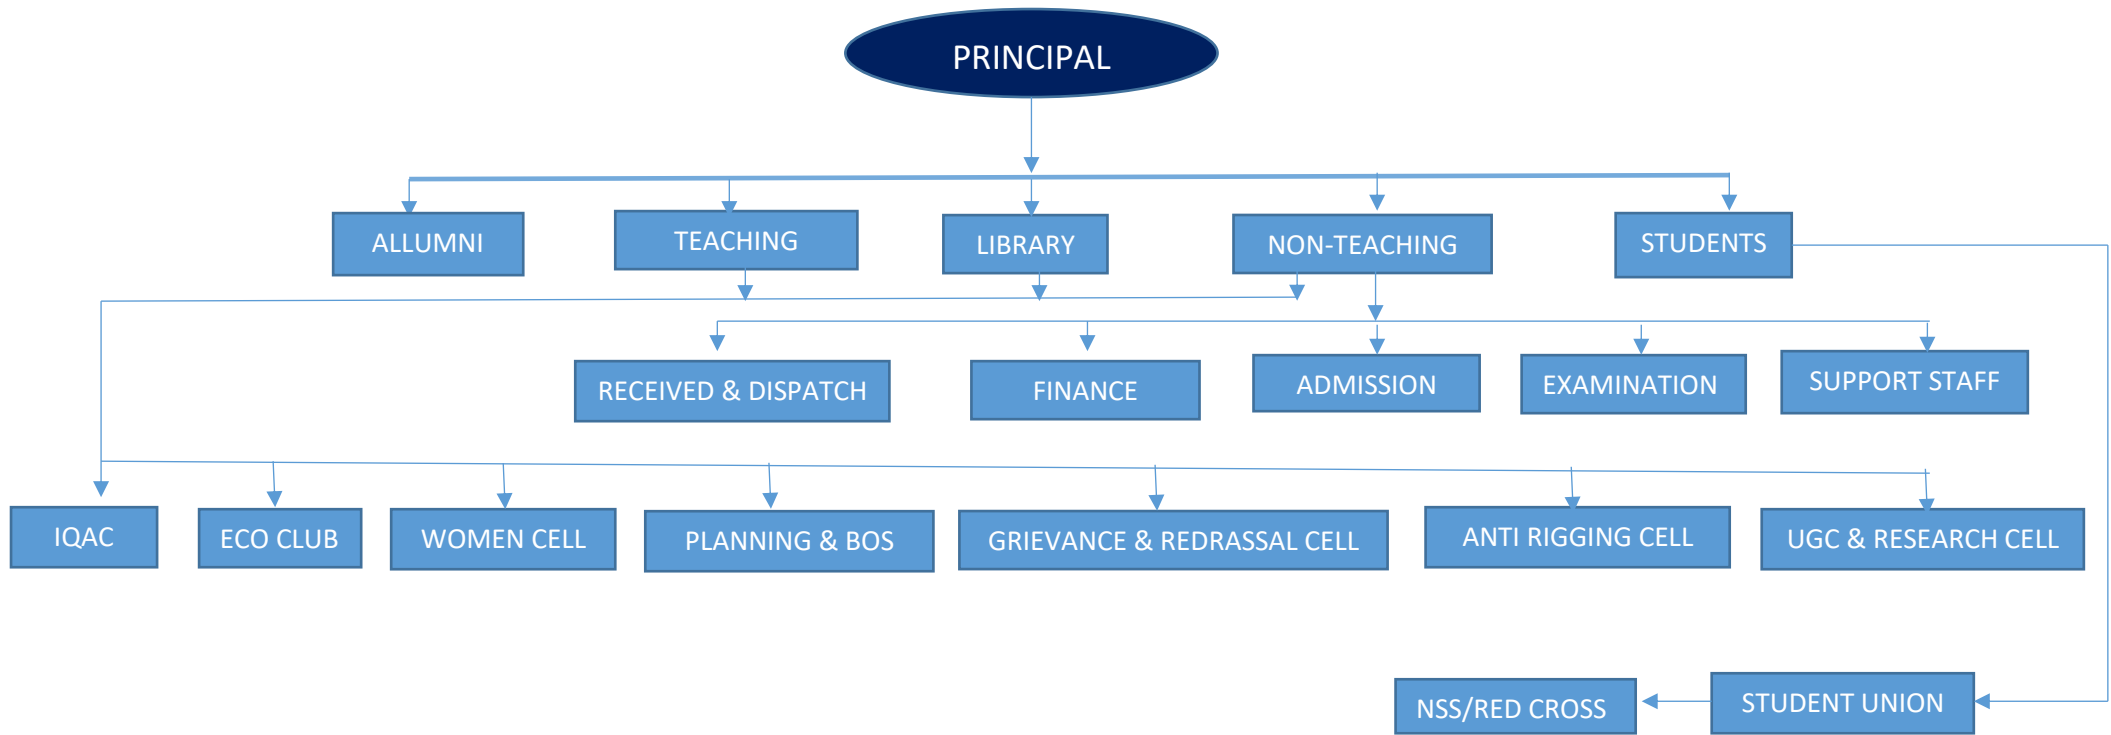 PRINCIPAL
ALLUMNI
TEACHING
LIBRARY
NON-TEACHING
STUDENTS
RECEIVED & DISPATCH
FINANCE
ADMISSION
EXAMINATION
SUPPORT STAFF
IQAC
ECO CLUB
WOMEN CELL
PLANNING & BOS
GRIEVANCE & REDRASSAL CELL
ANTI RIGGING CELL
UGC & RESEARCH CELL
NSS/RED CROSS
STUDENT UNION